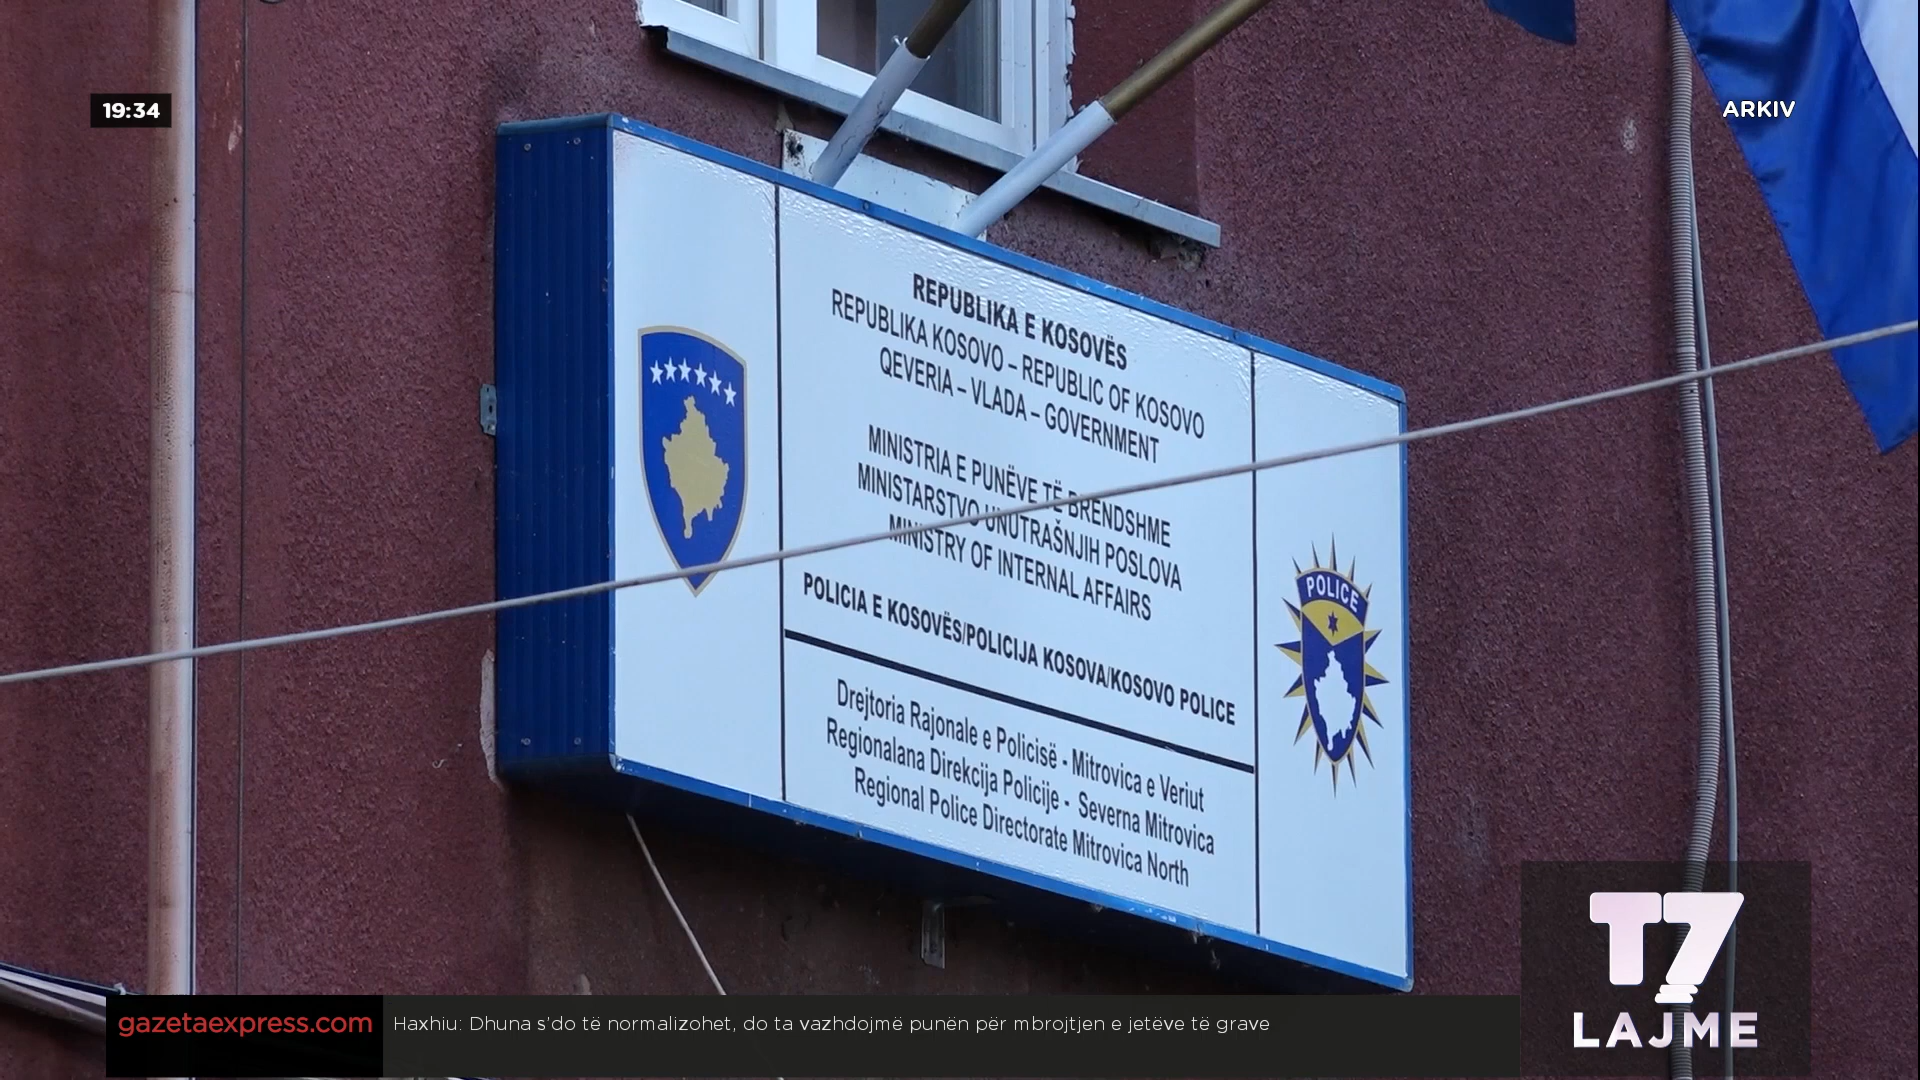 19:34
ARKIV
REPUBLIKA E KOSOVËS
REPUBLIKA KOSOVO – REPUBLIC OF KOSOVO
QEVERIA – VLADA – GOVERNMENT
MINISTRIA E PUNËVE TË BRENDSHME
MINISTARSTVO UNUTRAŠNJIH POSLOVA
MINISTRY OF INTERNAL AFFAIRS
POLICIA E KOSOVËS/POLICIJA KOSOVA/KOSOVO POLICE
Drejtoria Rajonale e Policisë - Mitrovica e Veriut
Regionalana Direkcija Policije - Severna Mitrovica
Regional Police Directorate Mitrovica North
POLICE
T7
LAJME
gazetaexpress.com
Haxhiu: Dhuna s'do të normalizohet, do ta vazhdojmë punën për mbrojtjen e jetëve të grave